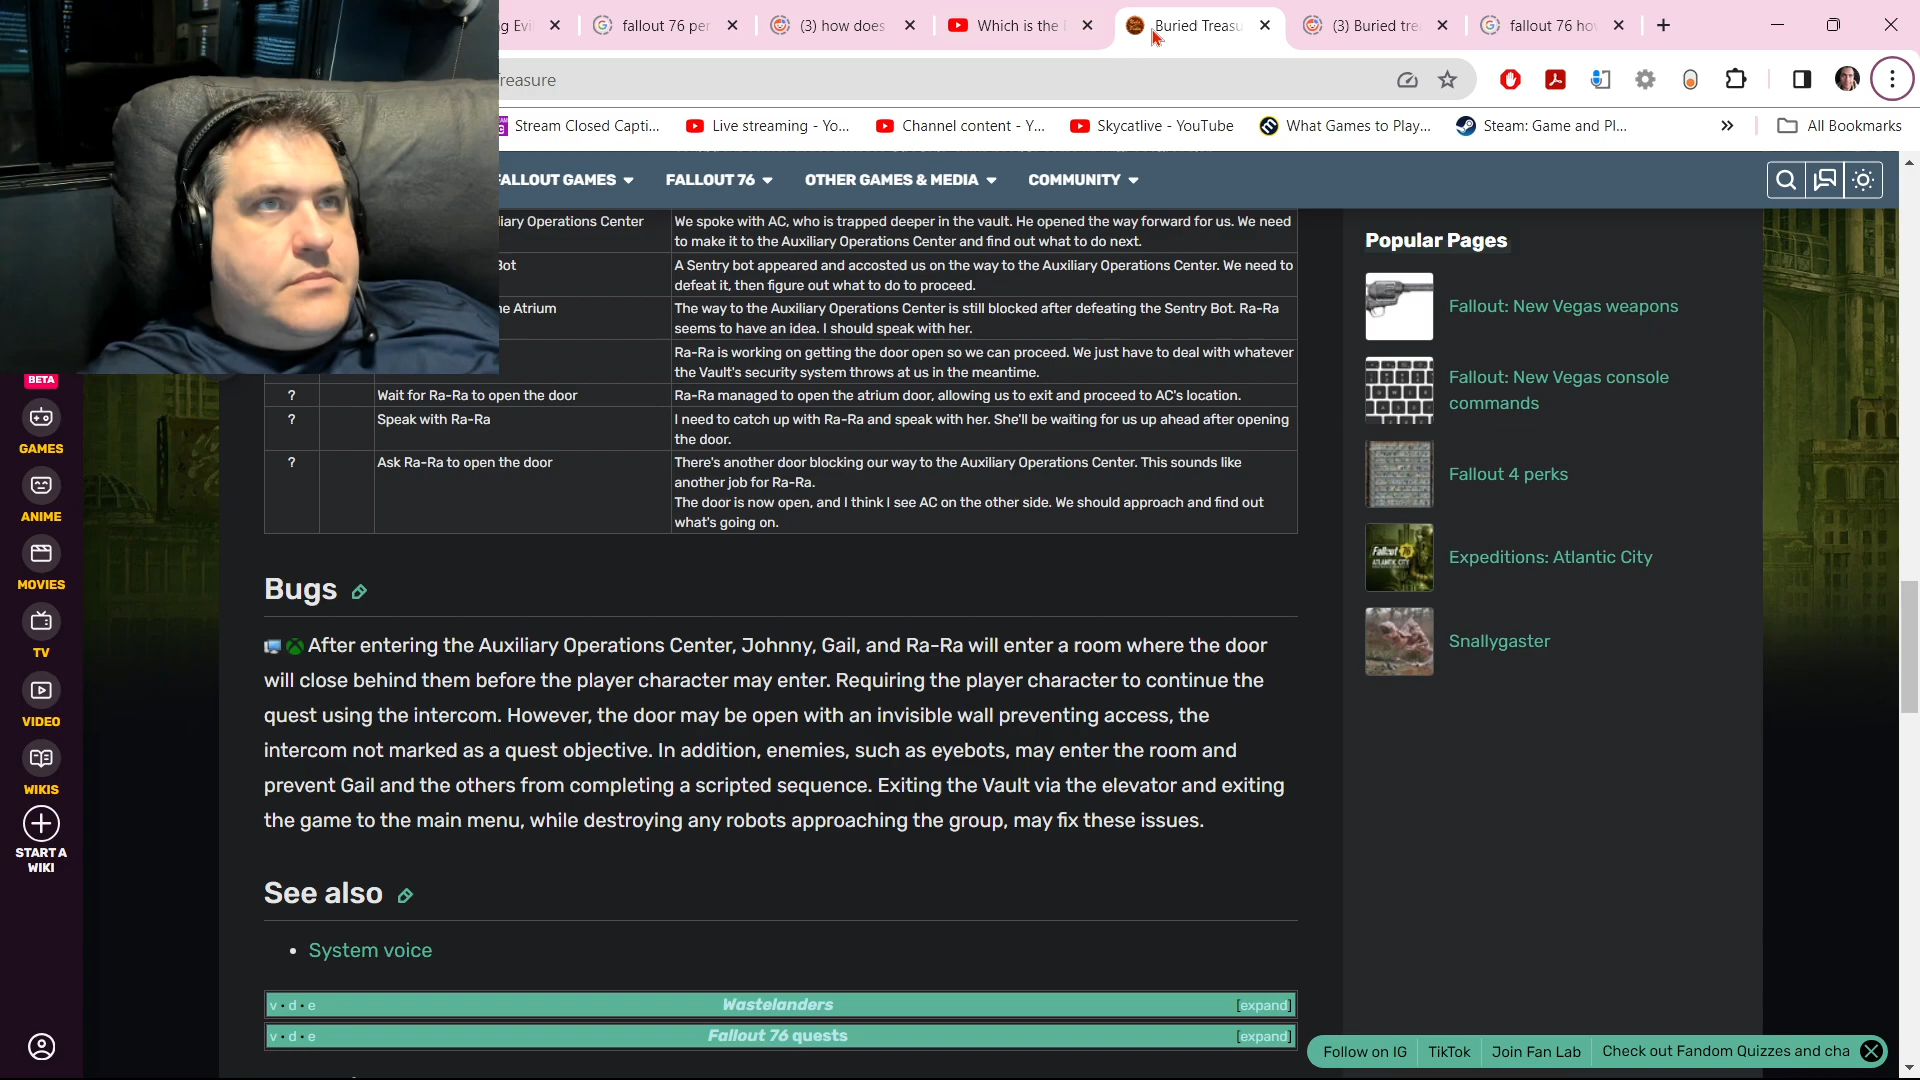 g Evi
fallout 76 per
(3) how does
Which is the
Buried Treasu
(3) Buried tre
fallout 76 ho
reasure
Stream Closed Capti...
Live streaming - Yo...
Channel content - Y...
Skycatlive - YouTube
What Games to Play...
Steam: Game and Pl...
All Bookmarks
FALLOUT GAMES
FALLOUT 76
OTHER GAMES & MEDIA
COMMUNITY
liary Operations Center
We spoke with AC, who is trapped deeper in the vault. He opened the way forward for us. We need
to make it to the Auxiliary Operations Center and find out what to do next.
Bot
A Sentry bot appeared and accosted us on the way to the Auxiliary Operations Center. We need to
defeat it, then figure out what to do to proceed.
he Atrium
The way to the Auxiliary Operations Center is still blocked after defeating the Sentry Bot. Ra-Ra
seems to have an idea. I should speak with her.
Ra-Ra is working on getting the door open so we can proceed. We just have to deal with whatever
the Vault's security system throws at us in the meantime.
? Wait for Ra-Ra to open the door
Ra-Ra managed to open the atrium door, allowing us to exit and proceed to AC's location.
? Speak with Ra-Ra
I need to catch up with Ra-Ra and speak with her. She'll be waiting for us up ahead after opening
the door.
? Ask Ra-Ra to open the door
There's another door blocking our way to the Auxiliary Operations Center. This sounds like
another job for Ra-Ra.
The door is now open, and I think I see AC on the other side. We should approach and find out
what's going on.
Bugs
After entering the Auxiliary Operations Center, Johnny, Gail, and Ra-Ra will enter a room where the door
will close behind them before the player character may enter. Requiring the player character to continue the
quest using the intercom. However, the door may be open with an invisible wall preventing access, the
intercom not marked as a quest objective. In addition, enemies, such as eyebots, may enter the room and
prevent Gail and the others from completing a scripted sequence. Exiting the Vault via the elevator and exiting
the game to the main menu, while destroying any robots approaching the group, may fix these issues.
See also
• System voice
v • d • e Wastelanders [expand]
v • d • e Fallout 76 quests [expand]
Popular Pages
Fallout: New Vegas weapons
Fallout: New Vegas console
commands
Fallout 4 perks
Expeditions: Atlantic City
Snallygaster
BETA
GAMES
ANIME
MOVIES
TV
VIDEO
WIKIS
START A
WIKI
Follow on IG
TikTok
Join Fan Lab
Check out Fandom Quizzes and cha